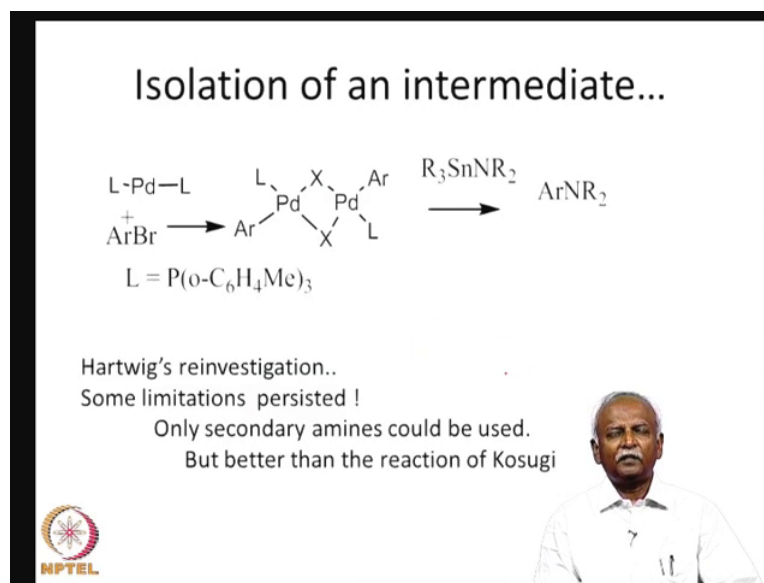 Isolation of an intermediate...
L-Pd-L
+
ArBr
L X Ar R₃SnNR₂
Pd Pd ArNR₂
Ar X L
L = P(o-C₆H₄Me)₃
Hartwig's reinvestigation..
Some limitations persisted !
Only secondary amines could be used.
But better than the reaction of Kosugi
NPTEL